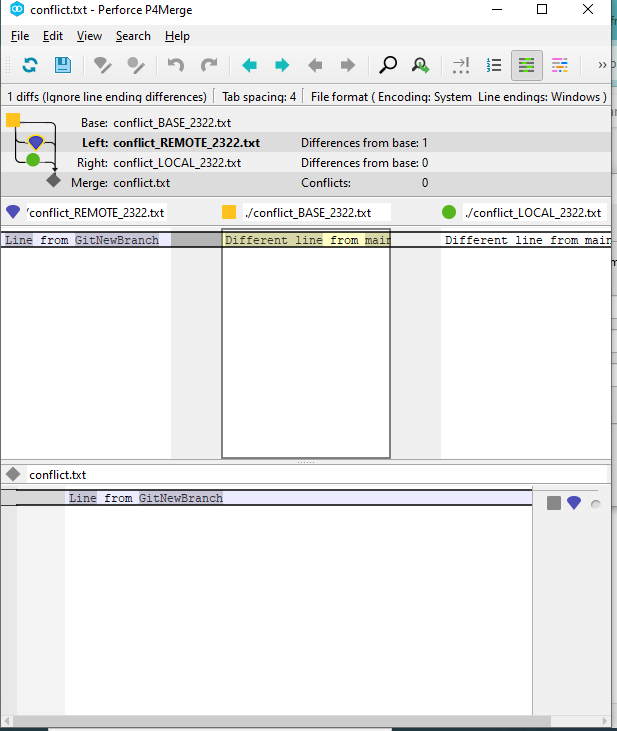 conflict.txt - Perforce P4Merge
File Edit View Search Help
1 diffs (Ignore line ending differences) Tab spacing: 4 File format ( Encoding: System Line endings: Windows )
Base: conflict_BASE_2322.txt
Left: conflict_REMOTE_2322.txt Differences from base: 1
Right: conflict_LOCAL_2322.txt Differences from base: 0
Merge: conflict.txt Conflicts: 0
/conflict_REMOTE_2322.txt ./conflict_BASE_2322.txt ./conflict_LOCAL_2322.txt
Line from GitNewBranch Different line from main Different line from main
conflict.txt
Line from GitNewBranch